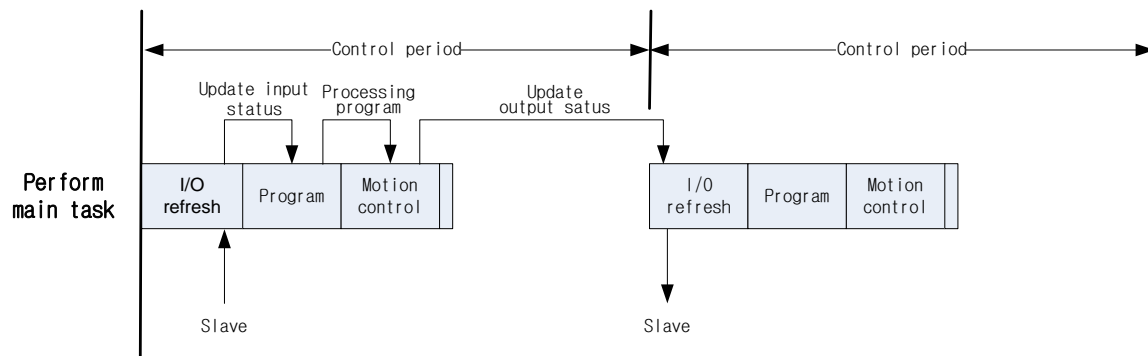 Control period
Control period
Update input
status
Processing
program
Update
output satus
Perform
main task
I/O
refresh
Program
Motion
control
I/O
refresh
Program
Motion
control
Slave
Slave